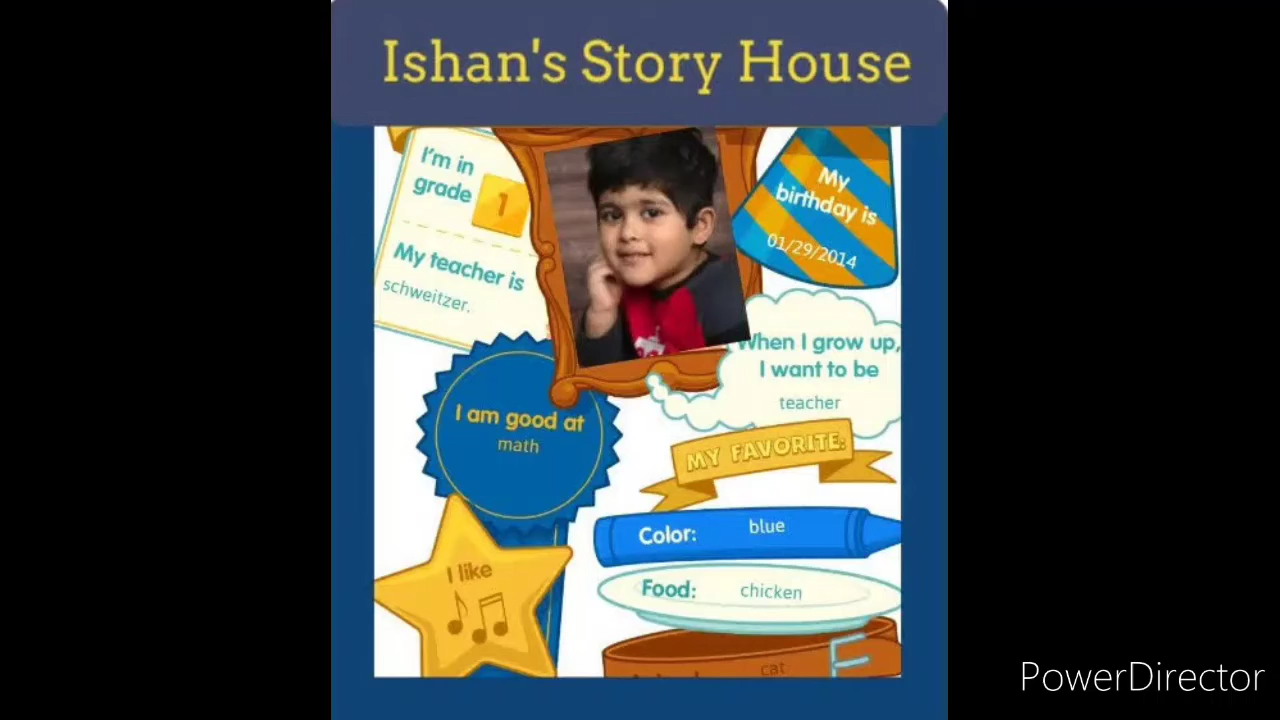 Ishan's Story House
I'm in
grade 1
My teacher is
schweitzer.
My
birthday is
01/29/2014
When I grow up,
I want to be
teacher
I am good at
math
MY FAVORITE:
Color: blue
Food: chicken
I like
cat
PowerDirector